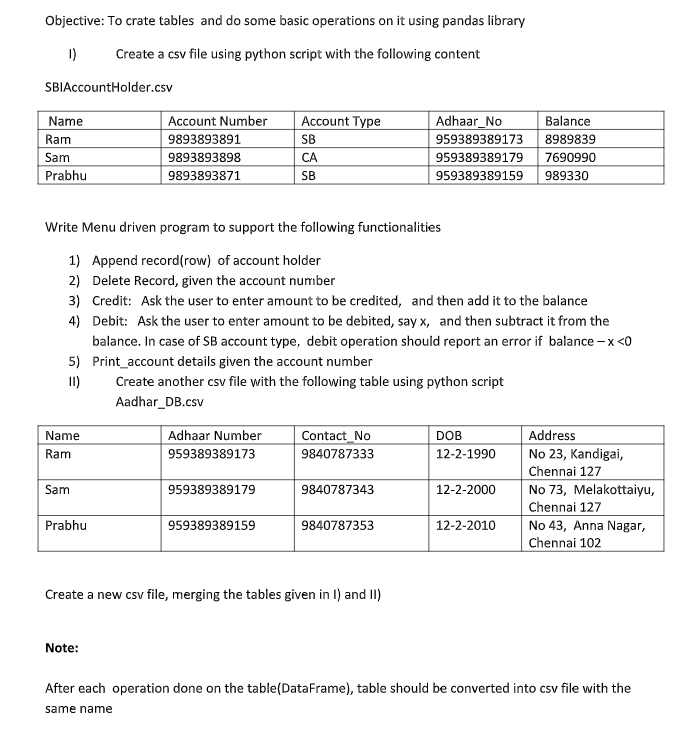 Objective: To crate tables and do some basic operations on it using pandas library
I) Create a csv file using python script with the following content
SBIAccountHolder.csv
Name Account Number Account Type Adhaar_No Balance
Ram 9893893891 SB 959389389173 8989839
Sam 9893893898 CA 959389389179 7690990
Prabhu 9893893871 SB 959389389159 989330
Write Menu driven program to support the following functionalities
1) Append record(row) of account holder
2) Delete Record, given the account number
3) Credit: Ask the user to enter amount to be credited, and then add it to the balance
4) Debit: Ask the user to enter amount to be debited, say x, and then subtract it from the
balance. In case of SB account type, debit operation should report an error if balance – x <0
5) Print_account details given the account number
II) Create another csv file with the following table using python script
Aadhar_DB.csv
Name Adhaar Number Contact_No DOB Address
Ram 959389389173 9840787333 12-2-1990 No 23, Kandigai,
Chennai 127
Sam 959389389179 9840787343 12-2-2000 No 73, Melakottaiyu,
Chennai 127
Prabhu 959389389159 9840787353 12-2-2010 No 43, Anna Nagar,
Chennai 102
Create a new csv file, merging the tables given in I) and II)
Note:
After each operation done on the table(DataFrame), table should be converted into csv file with the
same name